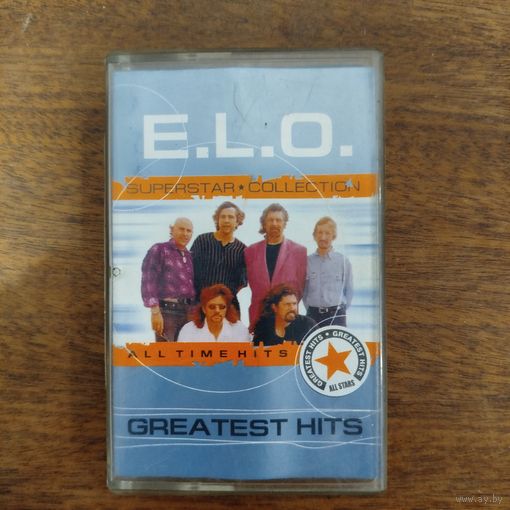 E.L.O.
SUPERSTAR ★ COLLECTION
ALL TIME HITS
GREATEST HITS • GREATEST HITS
ALL STARS
GREATEST HITS
www.ay.by